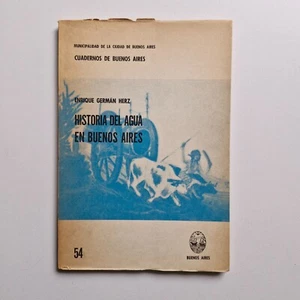 MUNICIPALIDAD DE LA CIUDAD DE BUENOS AIRES
CUADERNOS DE BUENOS AIRES
ENRIQUE GERMÁN HERZ
HISTORIA DEL AGUA
EN BUENOS AIRES
54
BUENOS AIRES